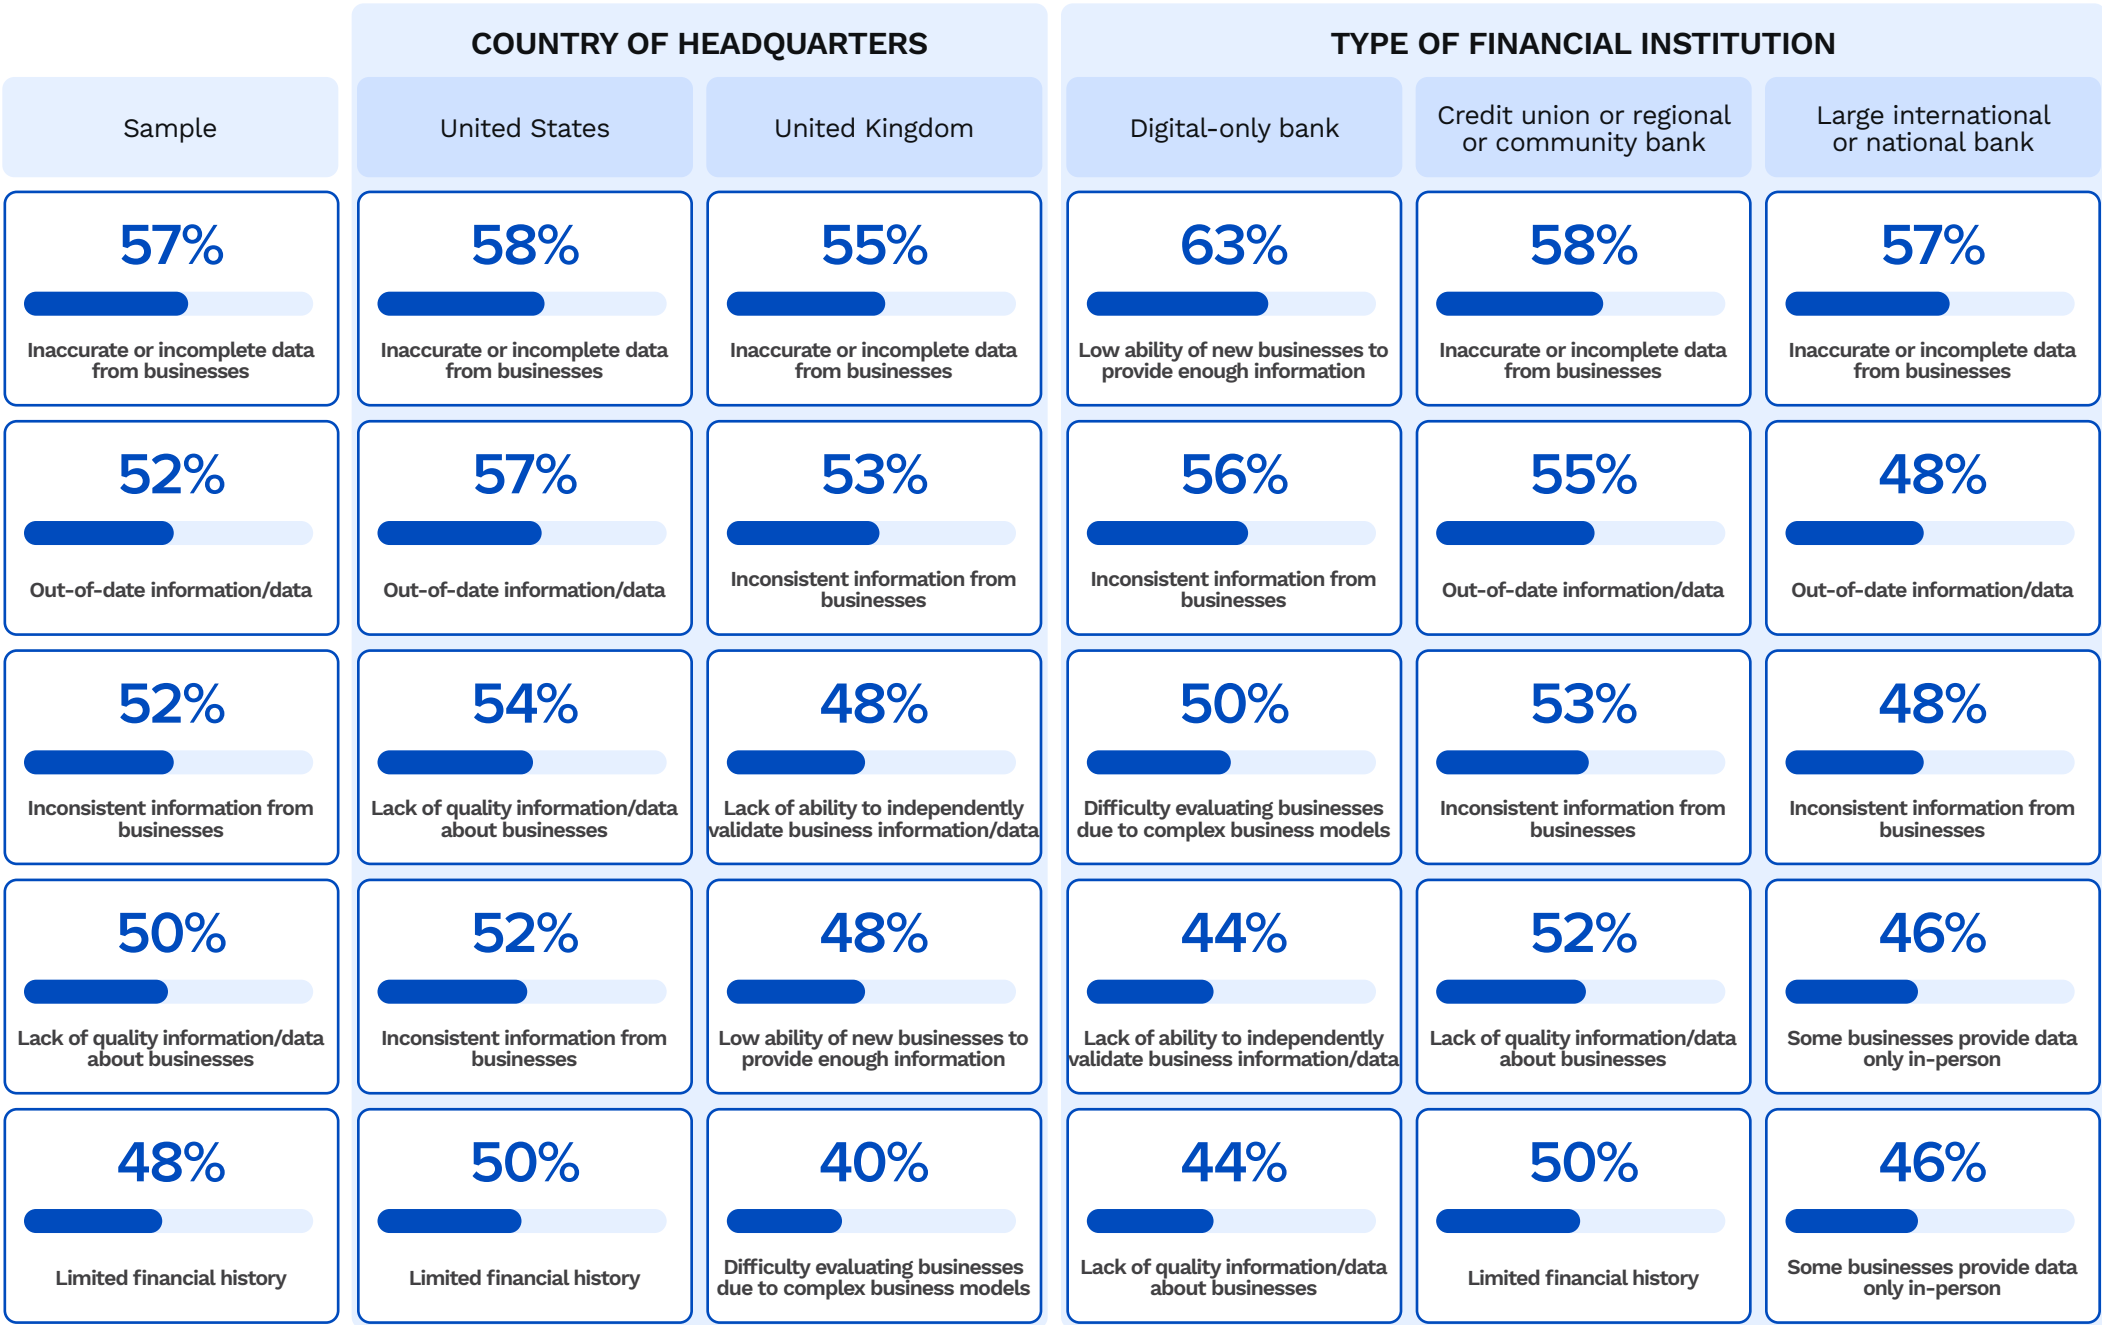 COUNTRY OF HEADQUARTERS
TYPE OF FINANCIAL INSTITUTION
Sample
United States
United Kingdom
Digital-only bank
Credit union or regional
or community bank
Large international
or national bank
57%
Inaccurate or incomplete data
from businesses
58%
Inaccurate or incomplete data
from businesses
55%
Inaccurate or incomplete data
from businesses
63%
Low ability of new businesses to
provide enough information
58%
Inaccurate or incomplete data
from businesses
57%
Inaccurate or incomplete data
from businesses
52%
Out-of-date information/data
57%
Out-of-date information/data
53%
Inconsistent information from
businesses
56%
Inconsistent information from
businesses
55%
Out-of-date information/data
48%
Out-of-date information/data
52%
Inconsistent information from
businesses
54%
Lack of quality information/data
about businesses
48%
Lack of ability to independently
validate business information/data
50%
Difficulty evaluating businesses
due to complex business models
53%
Inconsistent information from
businesses
48%
Inconsistent information from
businesses
50%
Lack of quality information/data
about businesses
52%
Inconsistent information from
businesses
48%
Low ability of new businesses to
provide enough information
44%
Lack of ability to independently
validate business information/data
52%
Lack of quality information/data
about businesses
46%
Some businesses provide data
only in-person
48%
Limited financial history
50%
Limited financial history
40%
Difficulty evaluating businesses
due to complex business models
44%
Lack of quality information/data
about businesses
50%
Limited financial history
46%
Some businesses provide data
only in-person